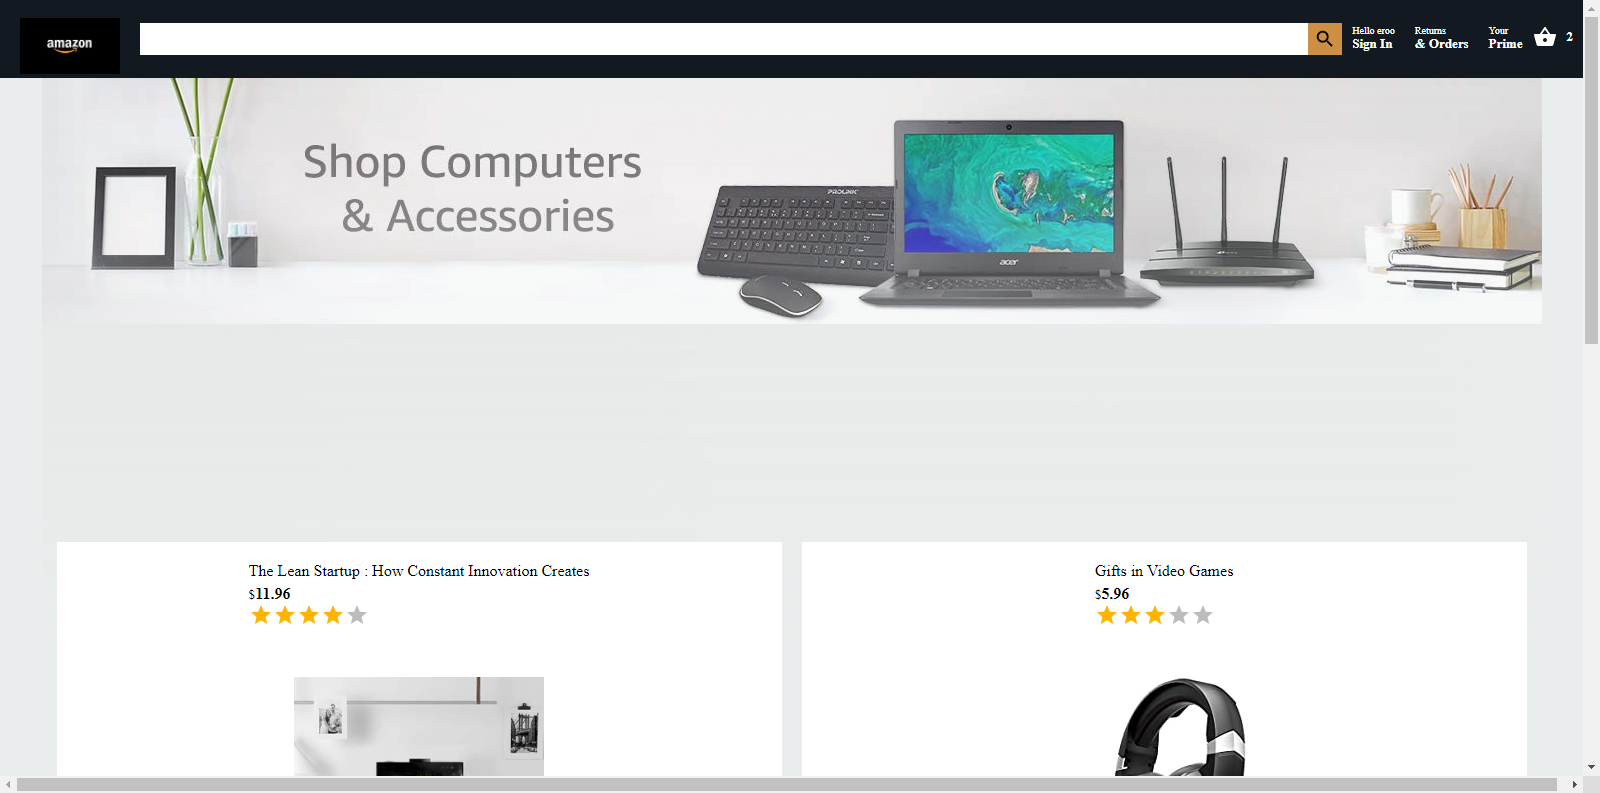 amazon
Hello eroo
Sign In
Returns
& Orders
Your
Prime
2
Shop Computers
& Accessories
PROLINK
acer
The Lean Startup : How Constant Innovation Creates
$11.96
Gifts in Video Games
$5.96